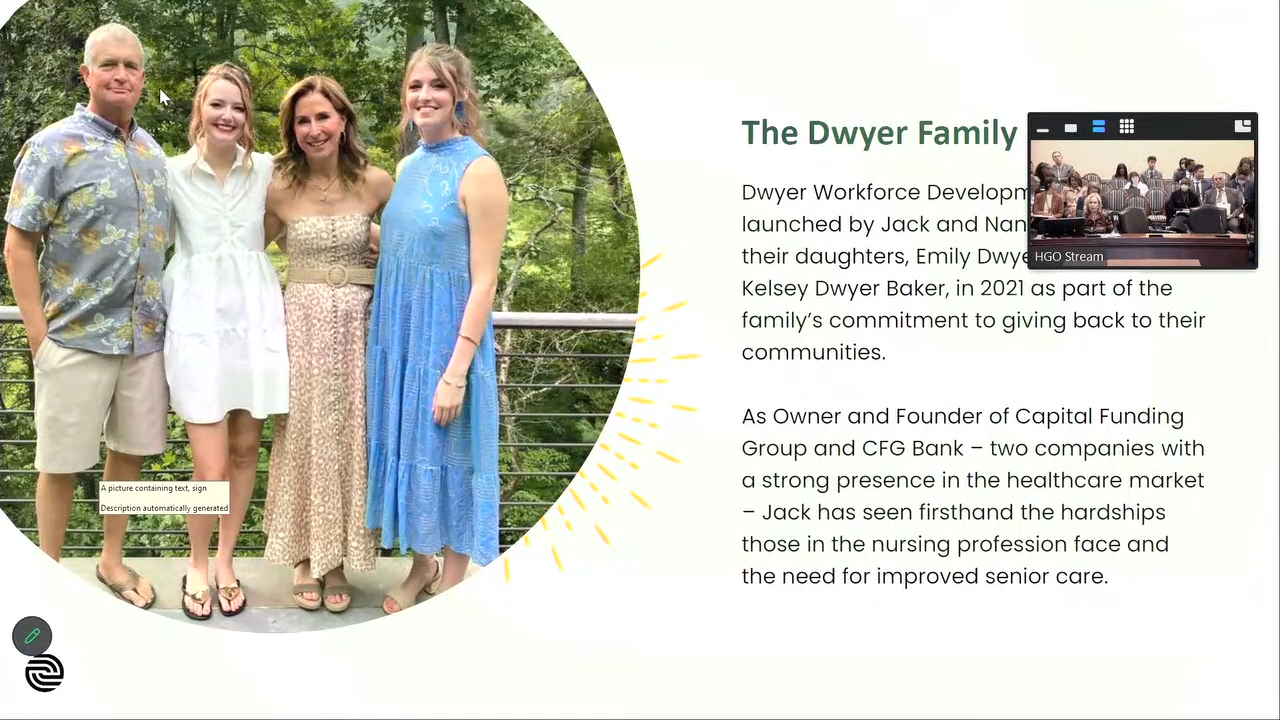 The Dwyer Family
Dwyer Workforce Developm
launched by Jack and Nan
their daughters, Emily Dwye
Kelsey Dwyer Baker, in 2021 as part of the
family's commitment to giving back to their
communities.
As Owner and Founder of Capital Funding
Group and CFG Bank – two companies with
a strong presence in the healthcare market
– Jack has seen firsthand the hardships
those in the nursing profession face and
the need for improved senior care.
HGO Stream
A picture containing text, sign
Description automatically generated